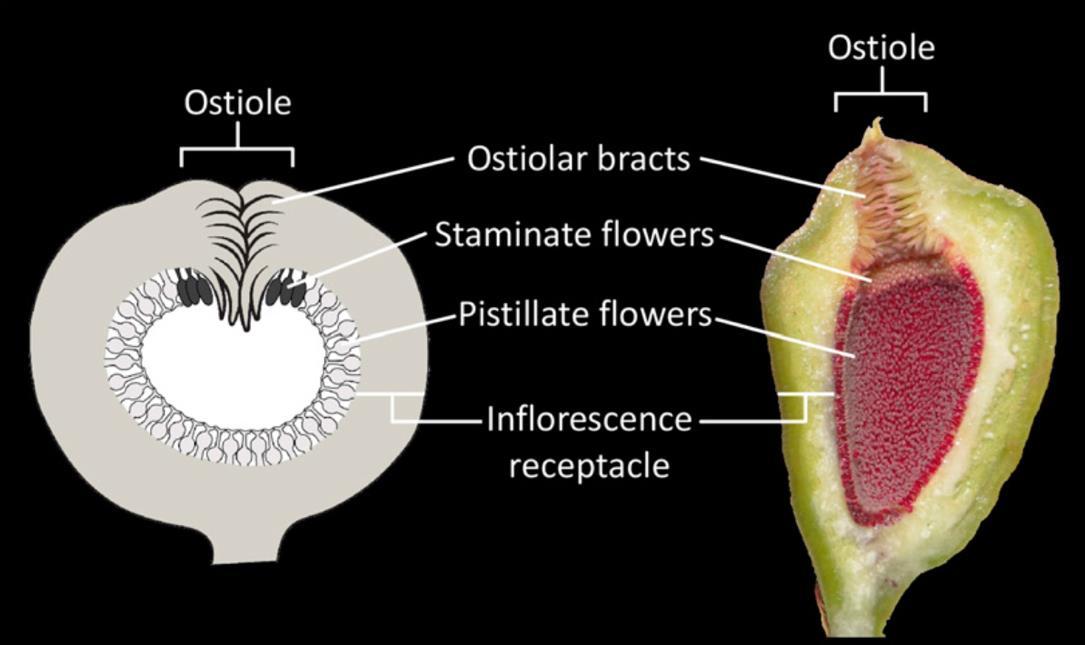 Ostiole
Ostiole
Ostiolar bracts
Staminate flowers
Pistillate flowers
Inflorescence
receptacle